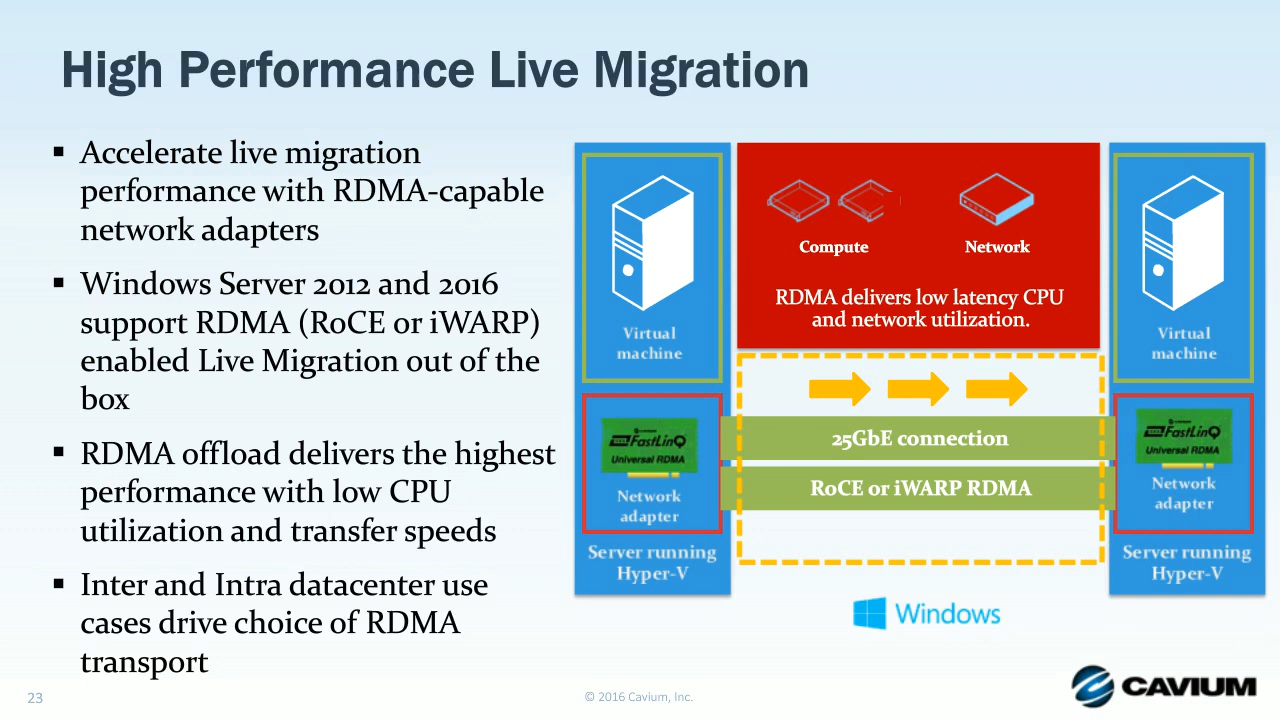 High Performance Live Migration
▪ Accelerate live migration
performance with RDMA-capable
network adapters
▪ Windows Server 2012 and 2016
support RDMA (RoCE or iWARP)
enabled Live Migration out of the
box
▪ RDMA offload delivers the highest
performance with low CPU
utilization and transfer speeds
▪ Inter and Intra datacenter use
cases drive choice of RDMA
transport
Virtual
machine
FastLinQ
Universal RDMA
Network
adapter
Server running
Hyper-V
Compute
Network
RDMA delivers low latency CPU
and network utilization.
25GbE connection
RoCE or iWARP RDMA
Windows
Virtual
machine
FastLinQ
Universal RDMA
Network
adapter
Server running
Hyper-V
23
© 2016 Cavium, Inc.
CAVIUM